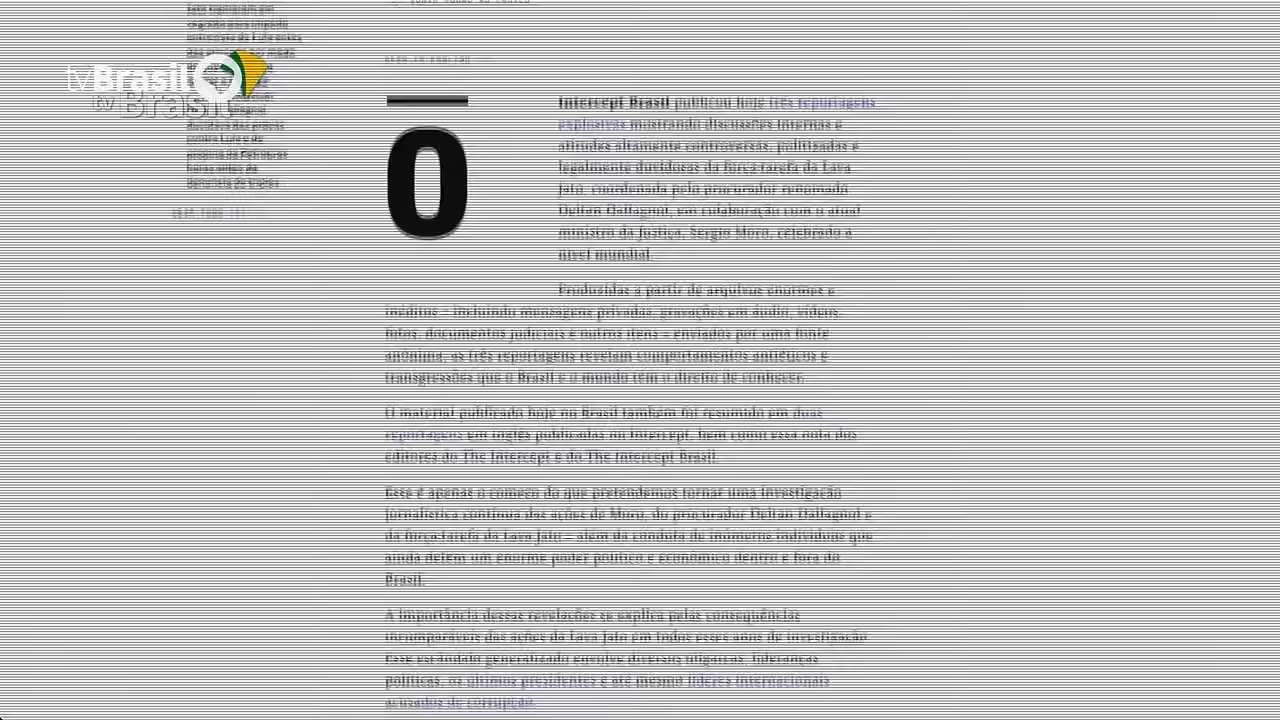 tvBrasil
tvBrasil
O
Intercept Brasil publicou hoje três reportagens
explosivas mostrando discussões internas e
atitudes altamente controversas, politizadas e
legalmente duvidosas da força-tarefa da Lava
Jato, coordenada pelo procurador renomado
Deltan Dallagnol, em colaboração com o atual
ministro da Justiça, Sergio Moro, celebrado a
nível mundial.
Produzidas a partir de arquivos enormes e
inéditos – incluindo mensagens privadas, gravações em áudio, vídeos,
fotos, documentos judiciais e outros itens – enviados por uma fonte
anônima, as três reportagens revelam comportamentos antiéticos e
transgressões que o Brasil e o mundo têm o direito de conhecer.
O material publicado hoje no Brasil também foi resumido em duas
reportagens em inglês publicadas no Intercept, bem como essa nota dos
editores do The Intercept e do The Intercept Brasil.
Esse é apenas o começo do que pretendemos tornar uma investigação
jornalística contínua das ações de Moro, do procurador Deltan Dallagnol e
da força-tarefa da Lava Jato – além da conduta de inúmeros indivíduos que
ainda detêm um enorme poder político e econômico dentro e fora do
Brasil.
A importância dessas revelações se explica pelas consequências
incomparáveis das ações da Lava Jato em todos esses anos de investigação.
Esse escândalo generalizado envolve diversos oligarcas, lideranças
políticas, os últimos presidentes e até mesmo líderes internacionais
acusados de corrupção.